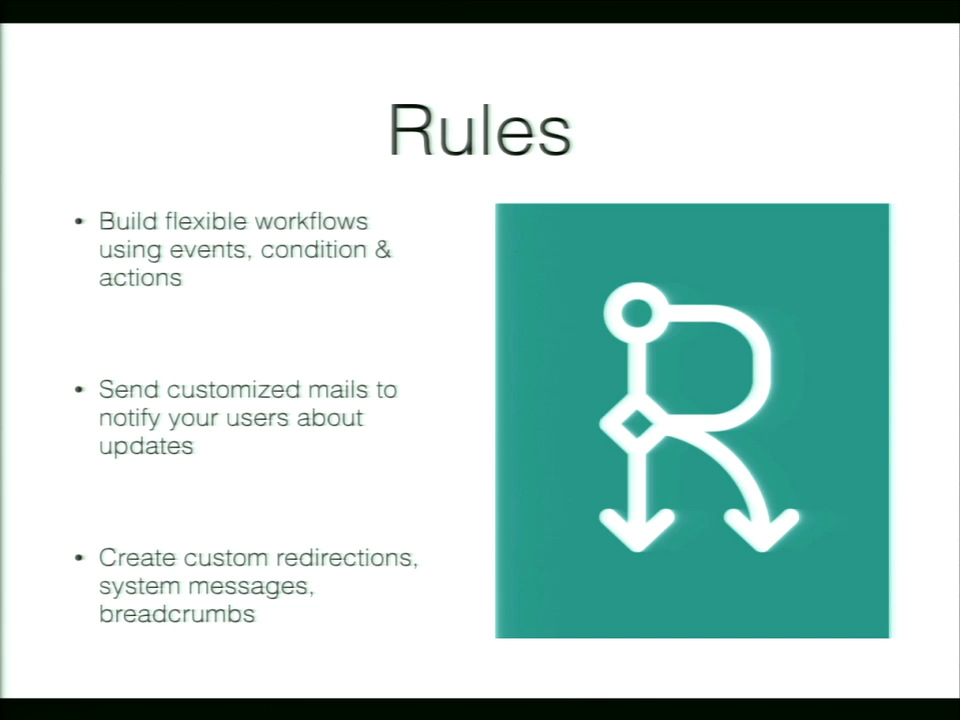 Rules
• Build flexible workflows
using events, condition &
actions
• Send customized mails to
notify your users about
updates
• Create custom redirections,
system messages,
breadcrumbs